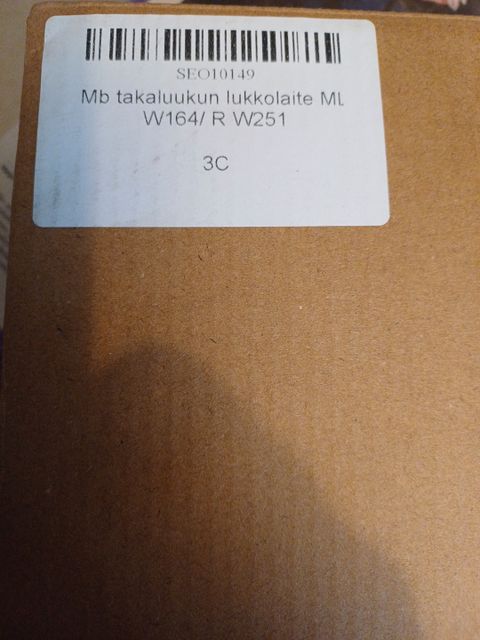 SEO10149
Mb takaluukun lukkolaite ML
W164/ R W251
3C